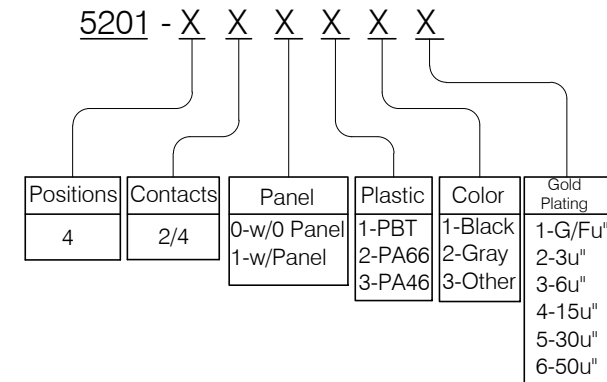 5201 - X X X X X X
Positions
4
Contacts
2/4
Panel
0-w/0 Panel
1-w/Panel
Plastic
1-PBT
2-PA66
3-PA46
Color
1-Black
2-Gray
3-Other
Gold
Plating
1-G/Fu"
2-3u"
3-6u"
4-15u"
5-30u"
6-50u"